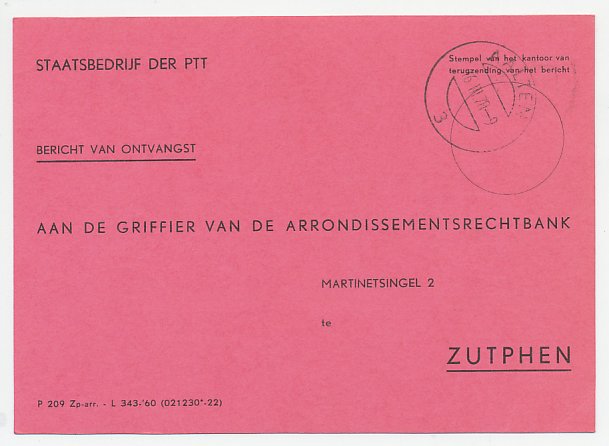 STAATSBEDRIJF DER PTT
Stempel van het kantoor van
terugzending van het bericht
3
BERICHT VAN ONTVANGST
AAN DE GRIFFIER VAN DE ARRONDISSEMENTSRECHTBANK
MARTINETSINGEL 2
te
ZUTPHEN
P 209 Zp-arr. - L 343-'60 (021230*-22)